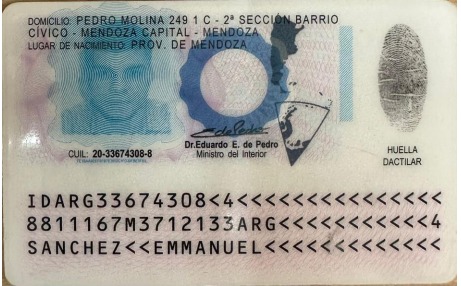 DOMICILIO: PEDRO MOLINA 249 1 C - 2ª SECCIÓN BARRIO
CÍVICO - MENDOZA CAPITAL - MENDOZA
LUGAR DE NACIMIENTO: PROV. DE MENDOZA
CUIL: 20-33674308-8
Dr.Eduardo E. de Pedro
Ministro del Interior
HUELLA
DACTILAR
IDARG33674308<4<<<<<<<<<<<<<<<
8811167M3712133ARG<<<<<<<<<<<4
SANCHEZ<<EMMANUEL<<<<<<<<<<<<<